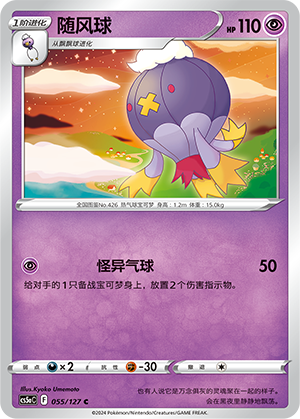 1阶进化
随风球
HP 110
从飘飘球进化
全国图鉴No.426 热气球宝可梦 身高：1.2m 体重：15.0kg
怪异气球 50
给对手的1只备战宝可梦身上，放置2个伤害指示物。
弱点 ×2 抗性 -30 撤退
Illus.Kyoko Umemoto
CS5aC F 055/127 C
也有人说它是万念俱灰的灵魂聚在一起的样子。
会在黑夜里静静地飘荡。
©2024 Pokémon/Nintendo/Creatures/GAME FREAK.